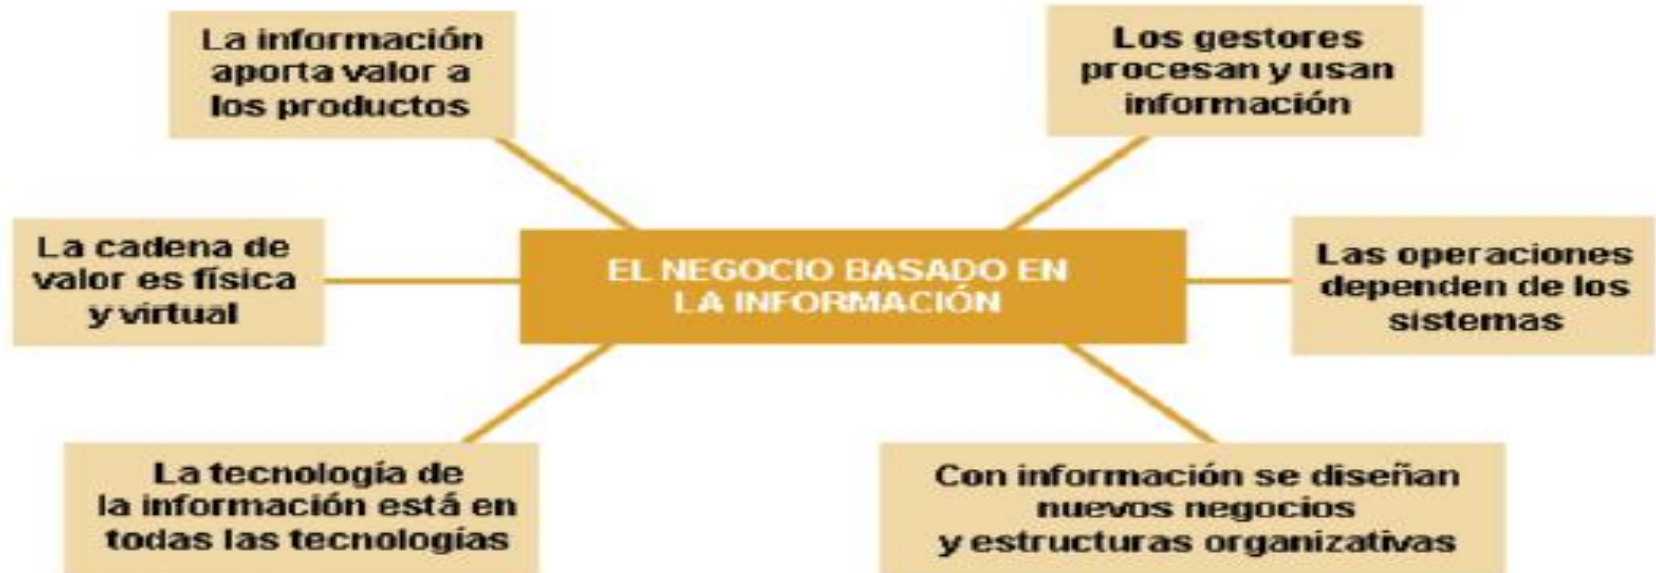 La información
aporta valor a
los productos
Los gestores
procesan y usan
información
La cadena de
valor es física
y virtual
EL NEGOCIO BASADO EN
LA INFORMACIÓN
Las operaciones
dependen de los
sistemas
La tecnología de
la información está en
todas las tecnologías
Con información se diseñan
nuevos negocios
y estructuras organizativas